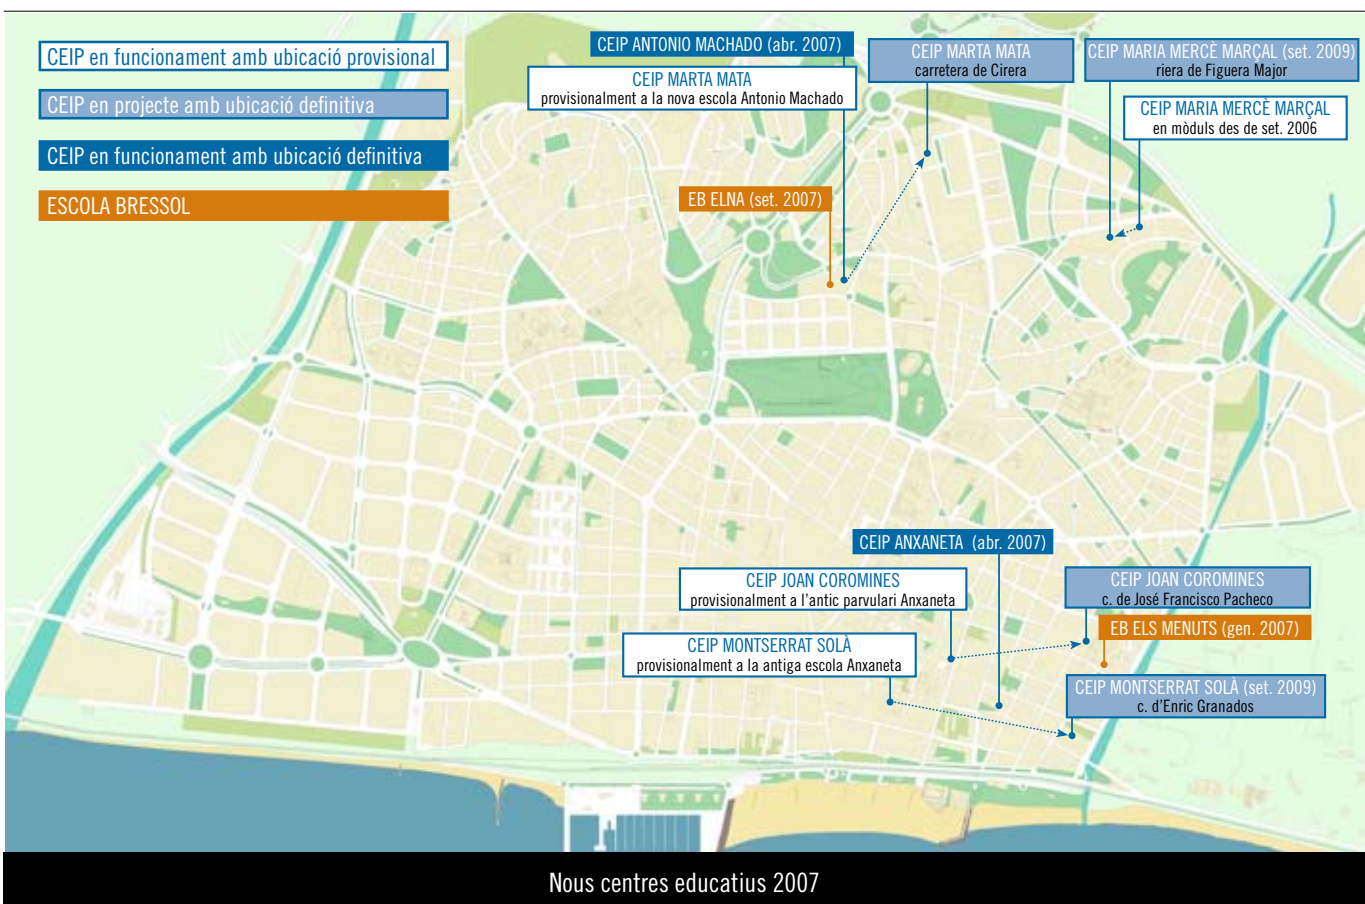 CEIP en funcionament amb ubicació provisional
CEIP en projecte amb ubicació definitiva
CEIP en funcionament amb ubicació definitiva
ESCOLA BRESSOL
CEIP ANTONIO MACHADO (abr. 2007)
CEIP MARTA MATA
provisionalment a la nova escola Antonio Machado
CEIP MARTA MATA
carretera de Cirera
CEIP MARIA MERCÈ MARÇAL (set. 2009)
riera de Figuera Major
CEIP MARIA MERCÈ MARÇAL
en mòduls des de set. 2006
EB ELNA (set. 2007)
CEIP ANXANETA (abr. 2007)
CEIP JOAN COROMINES
provisionalment a l'antic parvulari Anxaneta
CEIP JOAN COROMINES
c. de José Francisco Pacheco
EB ELS MENUTS (gen. 2007)
CEIP MONTSERRAT SOLÀ
provisionalment a la antiga escola Anxaneta
CEIP MONTSERRAT SOLÀ (set. 2009)
c. d'Enric Granados
Nous centres educatius 2007